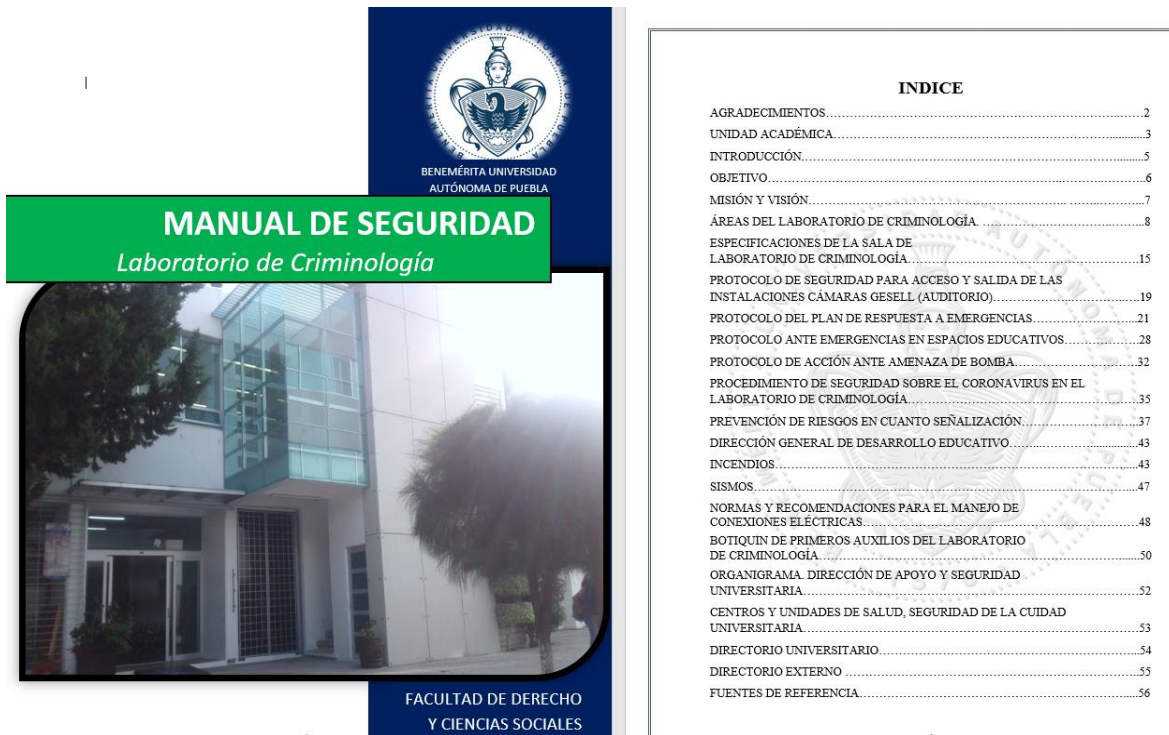 BENEMÉRITA UNIVERSIDAD AUTÓNOMA DE PUEBLA
BENEMÉRITA UNIVERSIDAD
AUTÓNOMA DE PUEBLA
MANUAL DE SEGURIDAD
Laboratorio de Criminología
FACULTAD DE DERECHO
Y CIENCIAS SOCIALES
INDICE
AGRADECIMIENTOS.....2
UNIDAD ACADÉMICA.....3
INTRODUCCIÓN.....5
OBJETIVO.....6
MISIÓN Y VISIÓN.....7
ÁREAS DEL LABORATORIO DE CRIMINOLOGÍA.....8
ESPECIFICACIONES DE LA SALA DE
LABORATORIO DE CRIMINOLOGÍA.....15
PROTOCOLO DE SEGURIDAD PARA ACCESO Y SALIDA DE LAS
INSTALACIONES CÁMARAS GESELL (AUDITORIO).....19
PROTOCOLO DEL PLAN DE RESPUESTA A EMERGENCIAS.....21
PROTOCOLO ANTE EMERGENCIAS EN ESPACIOS EDUCATIVOS.....28
PROTOCOLO DE ACCIÓN ANTE AMENAZA DE BOMBA.....32
PROCEDIMIENTO DE SEGURIDAD SOBRE EL CORONAVIRUS EN EL
LABORATORIO DE CRIMINOLOGÍA.....35
PREVENCIÓN DE RIESGOS EN CUANTO SEÑALIZACIÓN.....37
DIRECCIÓN GENERAL DE DESARROLLO EDUCATIVO.....43
INCENDIOS.....43
SISMOS.....47
NORMAS Y RECOMENDACIONES PARA EL MANEJO DE
CONEXIONES ELÉCTRICAS.....48
BOTIQUIN DE PRIMEROS AUXILIOS DEL LABORATORIO
DE CRIMINOLOGÍA.....50
ORGANIGRAMA. DIRECCIÓN DE APOYO Y SEGURIDAD
UNIVERSITARIA.....52
CENTROS Y UNIDADES DE SALUD, SEGURIDAD DE LA CUIDAD
UNIVERSITARIA.....53
DIRECTORIO UNIVERSITARIO.....54
DIRECTORIO EXTERNO.....55
FUENTES DE REFERENCIA.....56